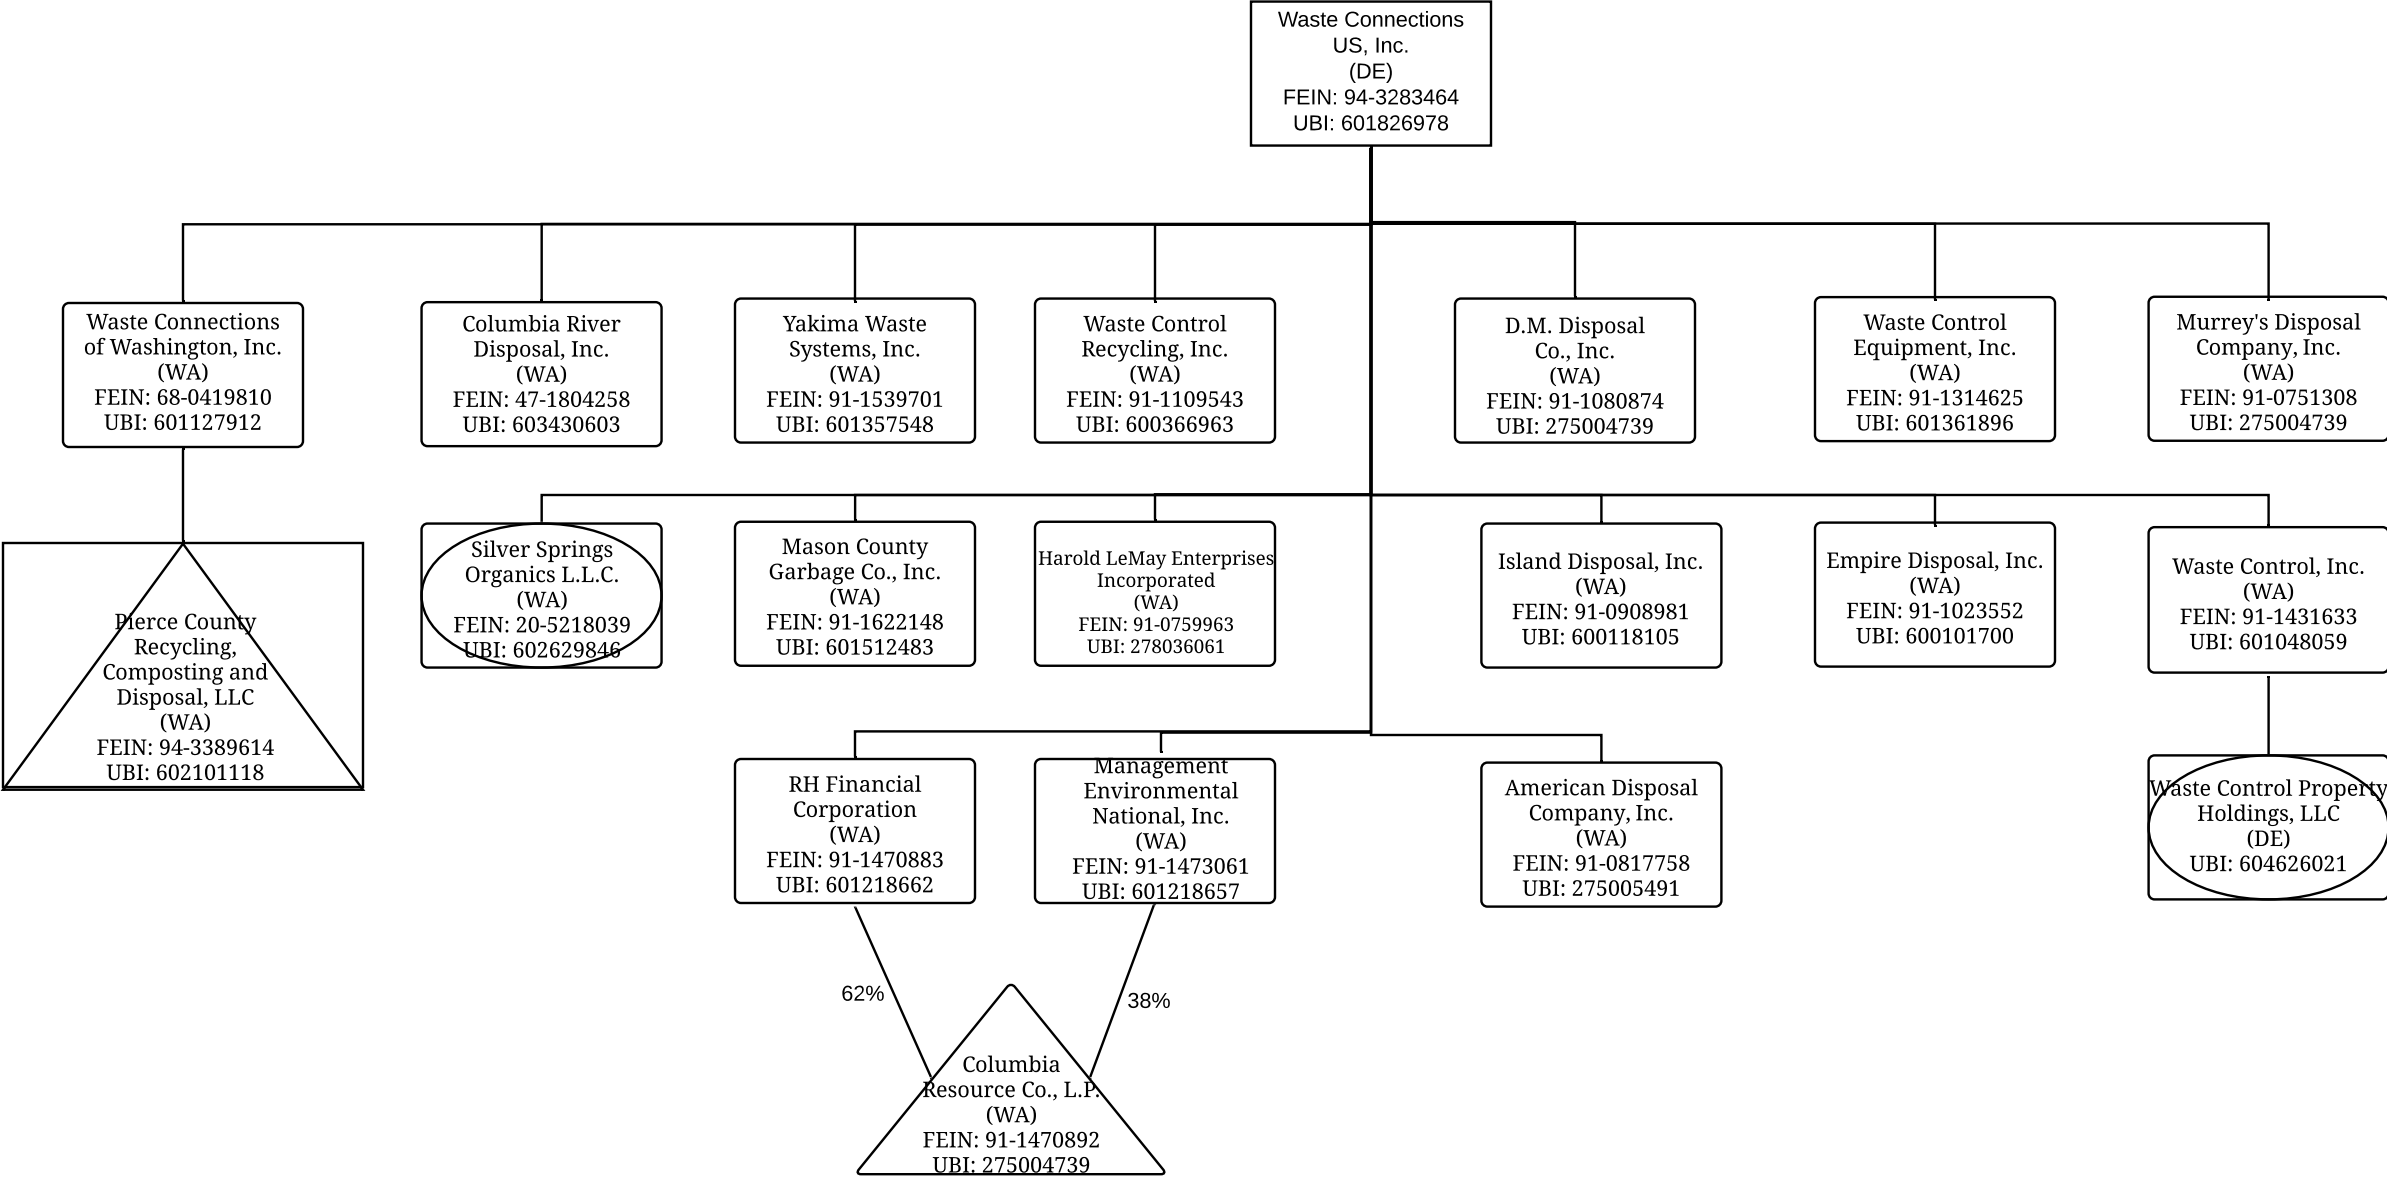 Waste Connections
US, Inc.
(DE)
FEIN: 94-3283464
UBI: 601826978
Waste Connections
of Washington, Inc.
(WA)
FEIN: 68-0419810
UBI: 601127912
Columbia River
Disposal, Inc.
(WA)
FEIN: 47-1804258
UBI: 603430603
Yakima Waste
Systems, Inc.
(WA)
FEIN: 91-1539701
UBI: 601357548
Waste Control
Recycling, Inc.
(WA)
FEIN: 91-1109543
UBI: 600366963
D.M. Disposal
Co., Inc.
(WA)
FEIN: 91-1080874
UBI: 275004739
Waste Control
Equipment, Inc.
(WA)
FEIN: 91-1314625
UBI: 601361896
Murrey's Disposal
Company, Inc.
(WA)
FEIN: 91-0751308
UBI: 275004739
Pierce County
Recycling,
Composting and
Disposal, LLC
(WA)
FEIN: 94-3389614
UBI: 602101118
Silver Springs
Organics L.L.C.
(WA)
FEIN: 20-5218039
UBI: 602629846
Mason County
Garbage Co., Inc.
(WA)
FEIN: 91-1622148
UBI: 601512483
Harold LeMay Enterprises
Incorporated
(WA)
FEIN: 91-0759963
UBI: 278036061
Island Disposal, Inc.
(WA)
FEIN: 91-0908981
UBI: 600118105
Empire Disposal, Inc.
(WA)
FEIN: 91-1023552
UBI: 600101700
Waste Control, Inc.
(WA)
FEIN: 91-1431633
UBI: 601048059
RH Financial
Corporation
(WA)
FEIN: 91-1470883
UBI: 601218662
Management
Environmental
National, Inc.
(WA)
FEIN: 91-1473061
UBI: 601218657
American Disposal
Company, Inc.
(WA)
FEIN: 91-0817758
UBI: 275005491
Waste Control Property
Holdings, LLC
(DE)
UBI: 604626021
62%
38%
Columbia
Resource Co., L.P.
(WA)
FEIN: 91-1470892
UBI: 275004739